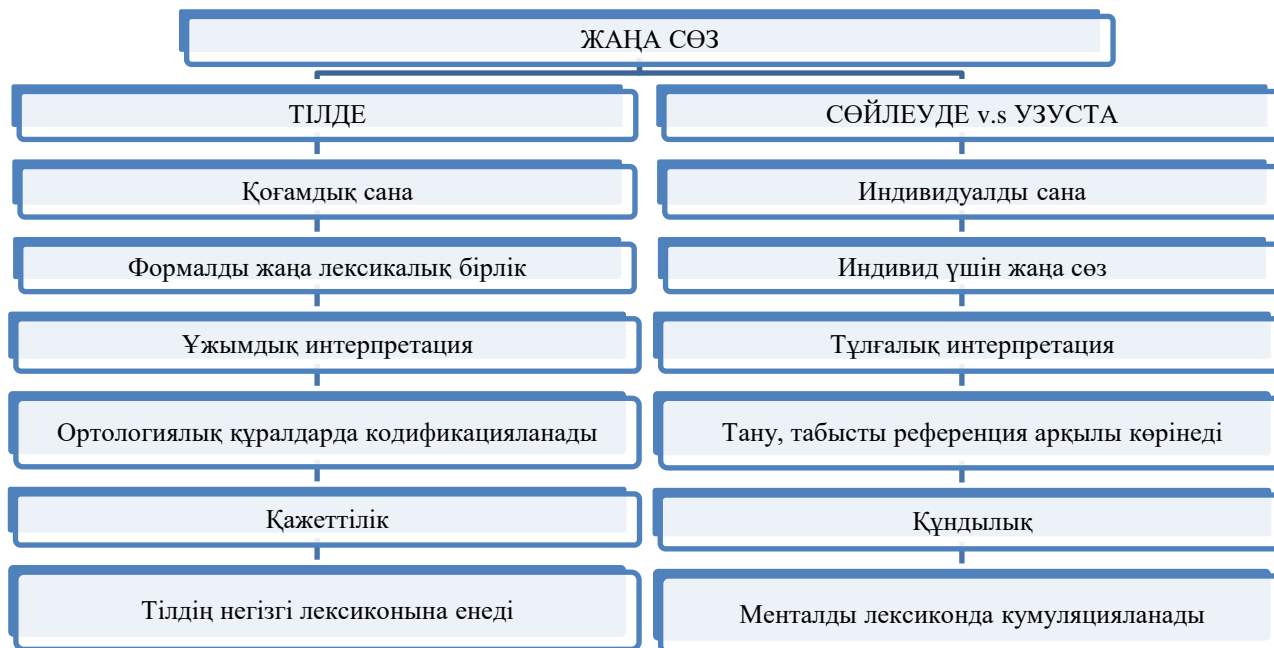 ЖАҢА СӨЗ
ТІЛДЕ
СӨЙЛЕУДЕ v.s УЗУСТА
Қоғамдық сана
Индивидуалды сана
Формалды жаңа лексикалық бірлік
Индивид үшін жаңа сөз
Ұжымдық интерпретация
Тұлғалық интерпретация
Ортологиялық құралдарда кодификацияланады
Тану, табысты референция арқылы көрінеді
Қажеттілік
Құндылық
Тілдің негізгі лексиконына енеді
Менталды лексиконда кумуляцияланады